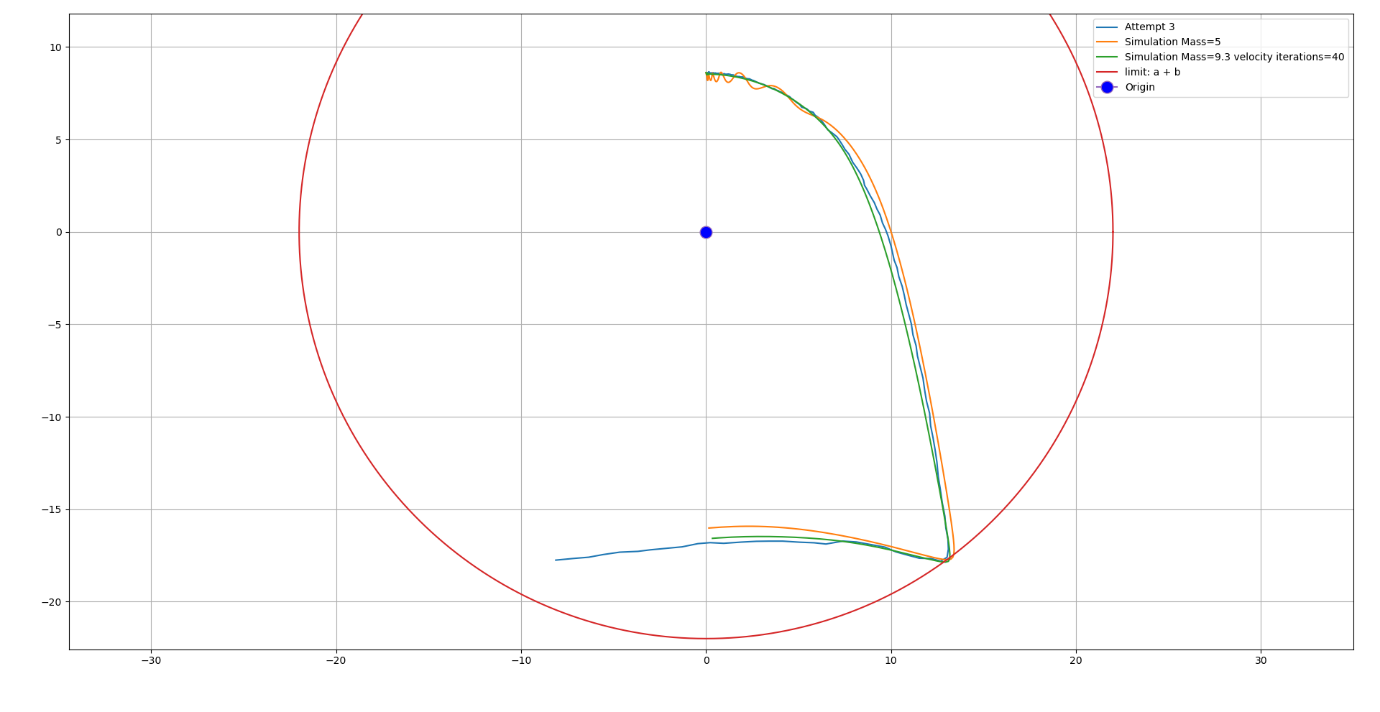 Attempt 3
Simulation Mass=5
Simulation Mass=9.3 velocity iterations=40
limit: a + b
Origin
10
5
0
−5
−10
−15
−20
−30
−20
−10
0
10
20
30